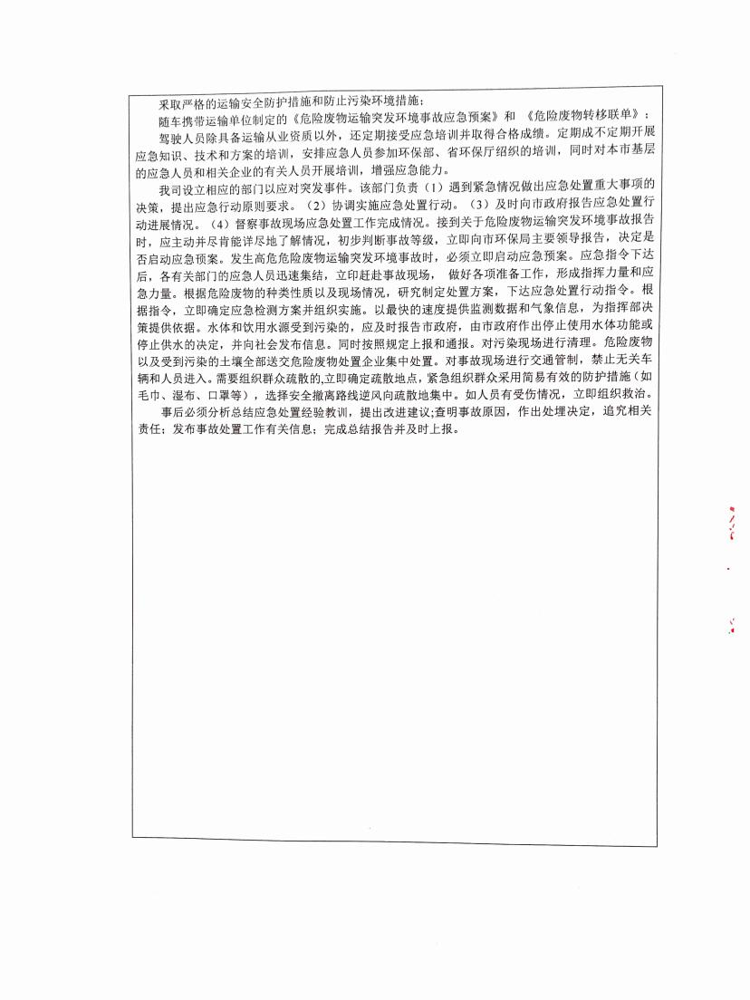 采取严格的运输安全防护措施和防止污染环境措施；
随车携带运输单位制定的《危险废物运输突发环境事故应急预案》和 《危险废物转移联单》；
驾驶人员除具备运输从业资质以外，还定期接受应急培训并取得合格成绩。定期成不定期开展
应急知识、技术和方案的培训，安排应急人员参加环保部、省环保厅绍织的培训，同时对本市基层
的应急人员和相关企业的有关人员开展培训，增强应急能力。
我司设立相应的部门以应对突发事件。该部门负责（1）遇到紧急情况做出应急处置重大事项的
决策，提出应急行动原则要求。（2）协调实施应急处置行动。（3）及时向市政府报告应急处置行
动进展情况。（4）督察事故现场应急处置工作完成情况。接到关于危险废物运输突发环境事故报告
时，应主动并尽肯能详尽地了解情况，初步判断事故等级，立即向市环保局主要领导报告，决定是
否启动应急预案。发生高危危险废物运输突发环境事故时，必须立即启动应急预案。应急指令下达
后，各有关部门的应急人员迅速集结，立印赶赴事故现场， 做好各项准备工作，形成指挥力量和应
急力量。根据危险废物的种类性质以及现场情况，研究制定处置方案，下达应急处置行动指令。根
据指令，立即确定应急检测方案并组织实施。以最快的速度提供监测数据和气象信息，为指挥部决
策提供依据。水体和饮用水源受到污染的，应及时报告市政府，由市政府作出停止使用水体功能或
停止供水的决定，并向社会发布信息。同时按照规定上报和通报。对污染现场进行清理。危险废物
以及受到污染的土壤全部送交危险废物处置企业集中处置。对事故现场进行交通管制，禁止无关车
辆和人员进入。需要组织群众疏散的,立即确定疏散地点，紧急组织群众采用简易有效的防护措施（如
毛巾、湿布、口罩等），选择安全撤离路线逆风向疏散地集中。如人员有受伤情况，立即组织救治。
事后必须分析总结应急处置经验教训，提出改进建议;查明事故原因，作出处埋决定，追究相关
责任；发布事故处置工作有关信息；完成总结报告并及时上报。